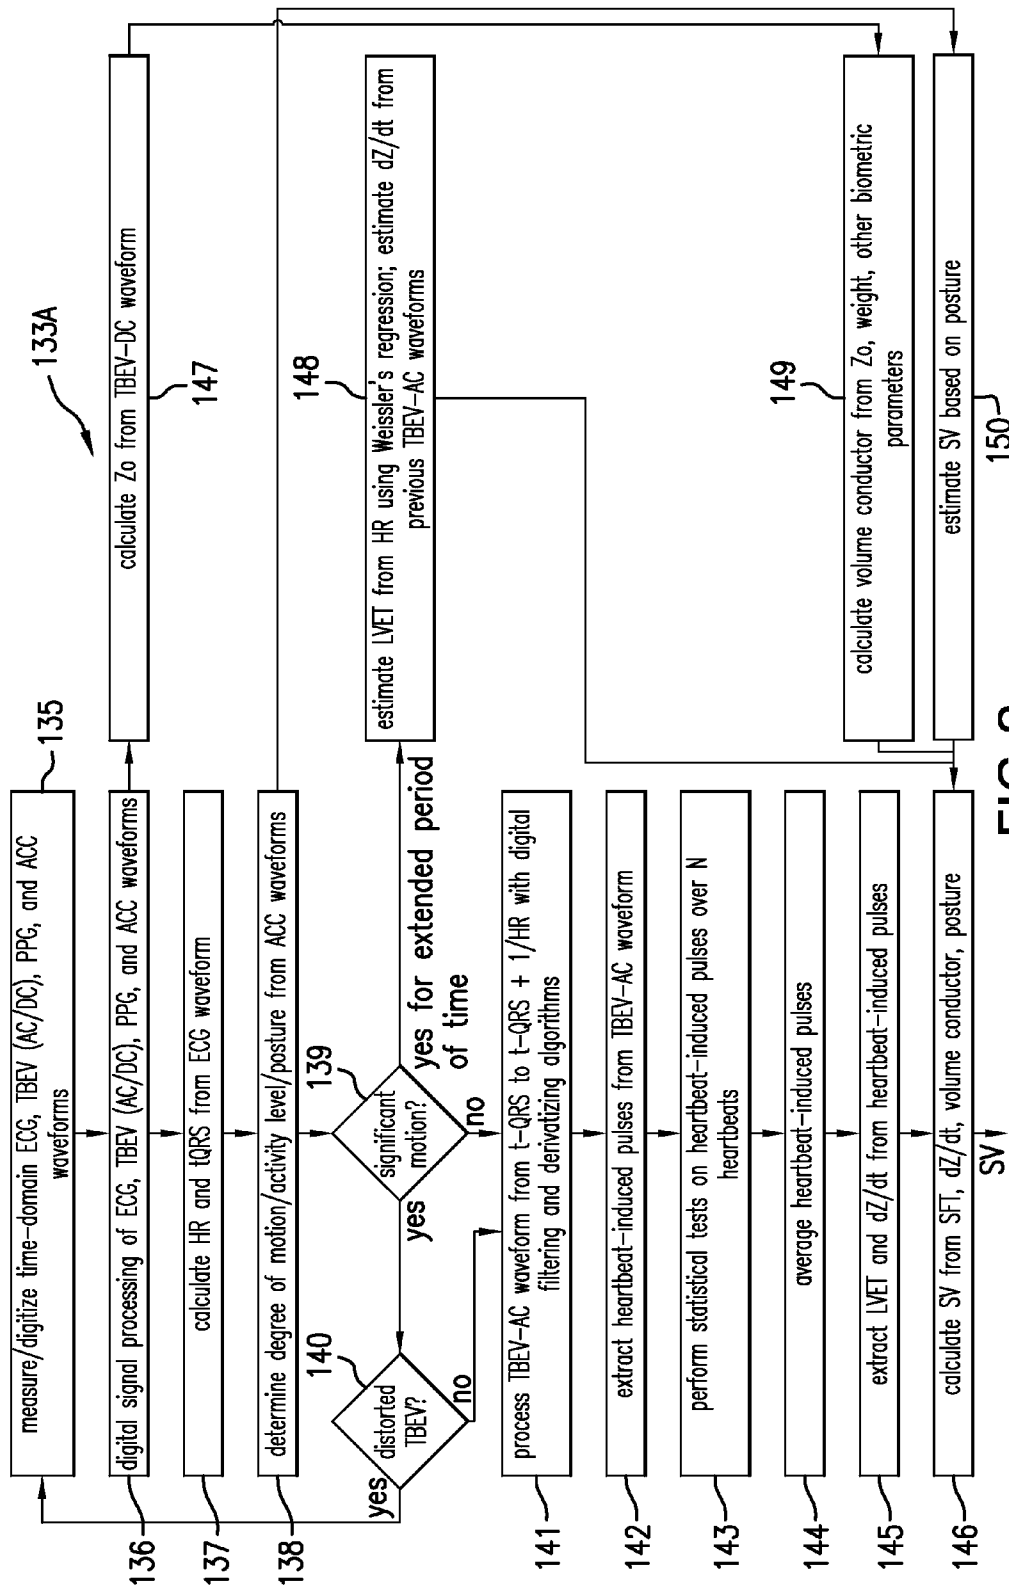 133A
measure/digitize time-domain ECG, TBEV (AC/DC), PPG, and ACC
waveforms
135
136
digital signal processing of ECG, TBEV (AC/DC), PPG, and ACC waveforms
calculate Zo from TBEV-DC waveform
147
137
calculate HR and tQRS from ECG waveform
138
determine degree of motion/activity level/posture from ACC waveforms
yes
140
distorted
TBEV?
no
yes
significant
motion?
139
no
yes for extended period
of time
estimate LVET from HR using Weissler's regression; estimate dZ/dt from
previous TBEV-AC waveforms
148
141
process TBEV-AC waveform from t-QRS to t-QRS + 1/HR with digital
filtering and derivatizing algorithms
142
extract heartbeat-induced pulses from TBEV-AC waveform
143
perform statistical tests on heartbeat-induced pulses over N
heartbeats
144
average heartbeat-induced pulses
145
extract LVET and dZ/dt from heartbeat-induced pulses
149
calculate volume conductor from Zo, weight, other biometric
parameters
146
calculate SV from SFT, dZ/dt, volume conductor, posture
estimate SV based on posture
150
SV